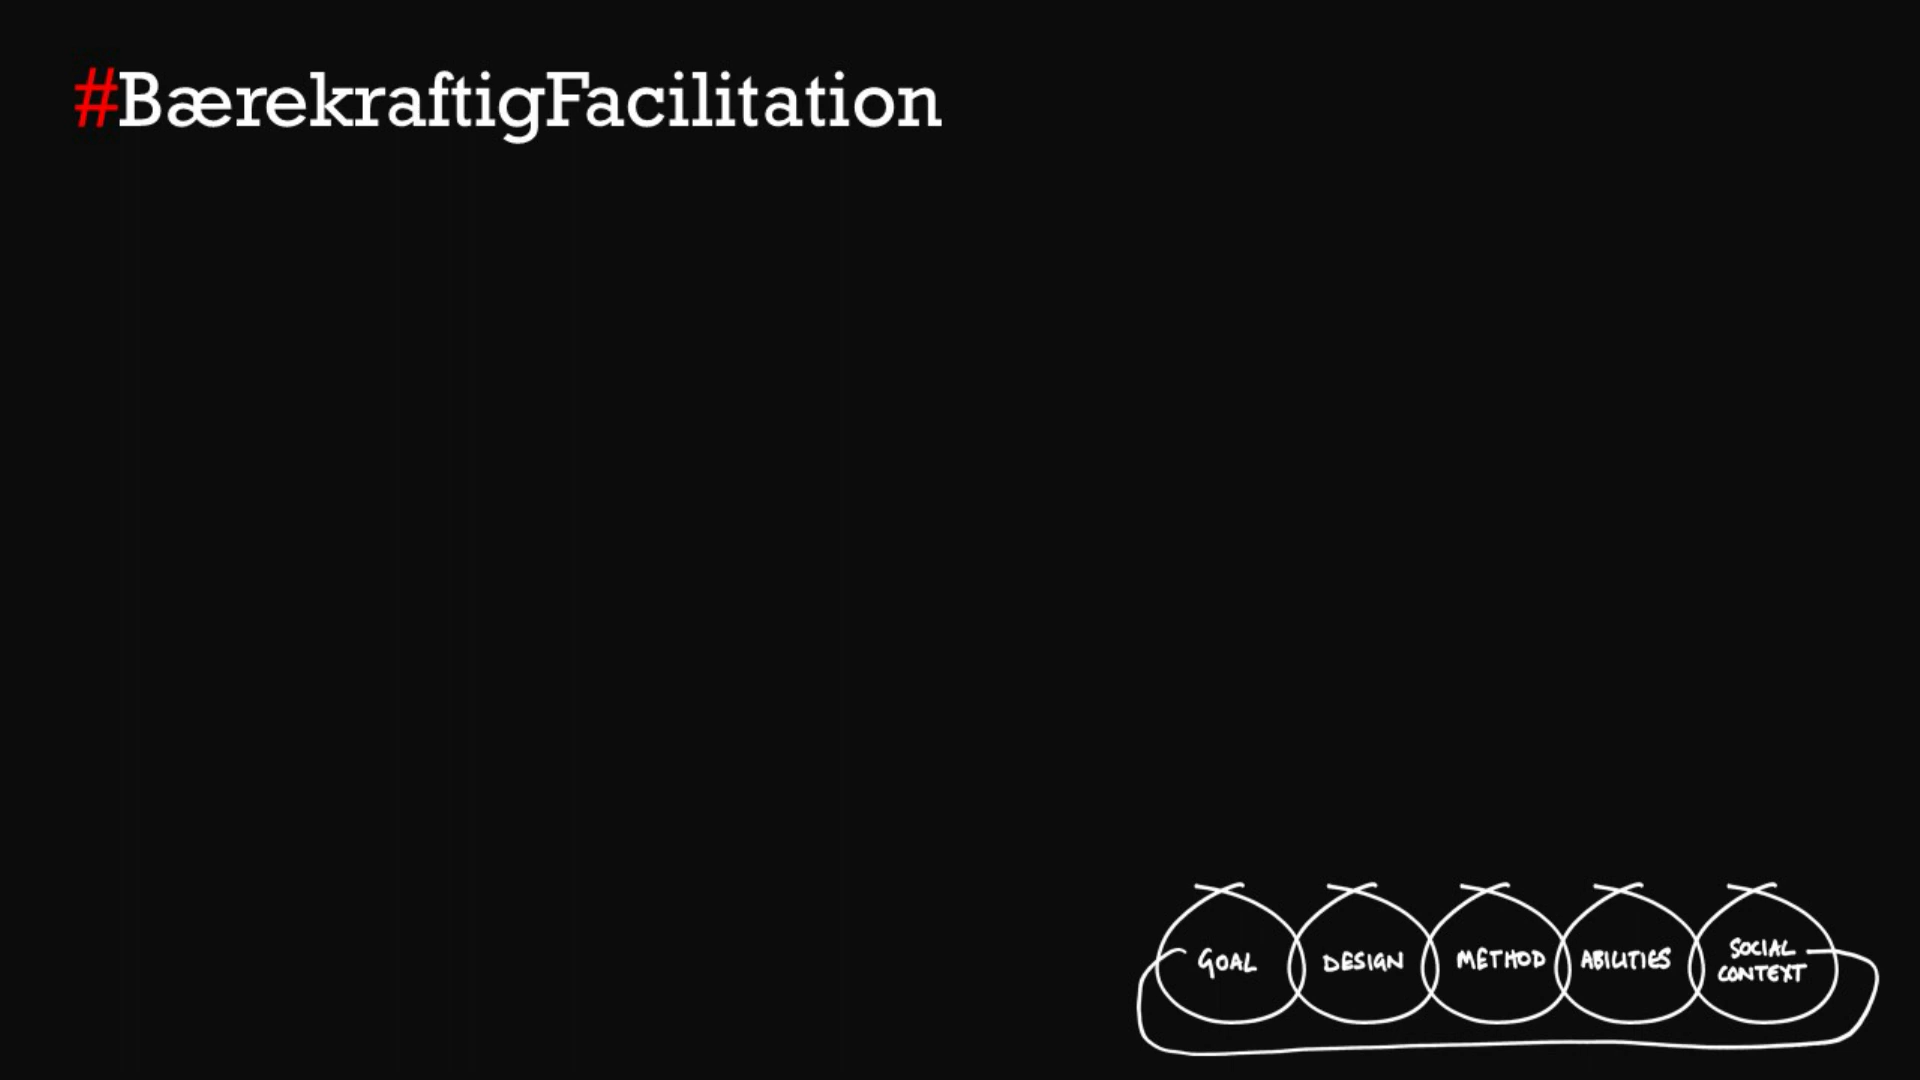 #BærekraftigFacilitation
GOAL
DESIGN
METHOD
ABILITIES
SOCIAL
CONTEXT